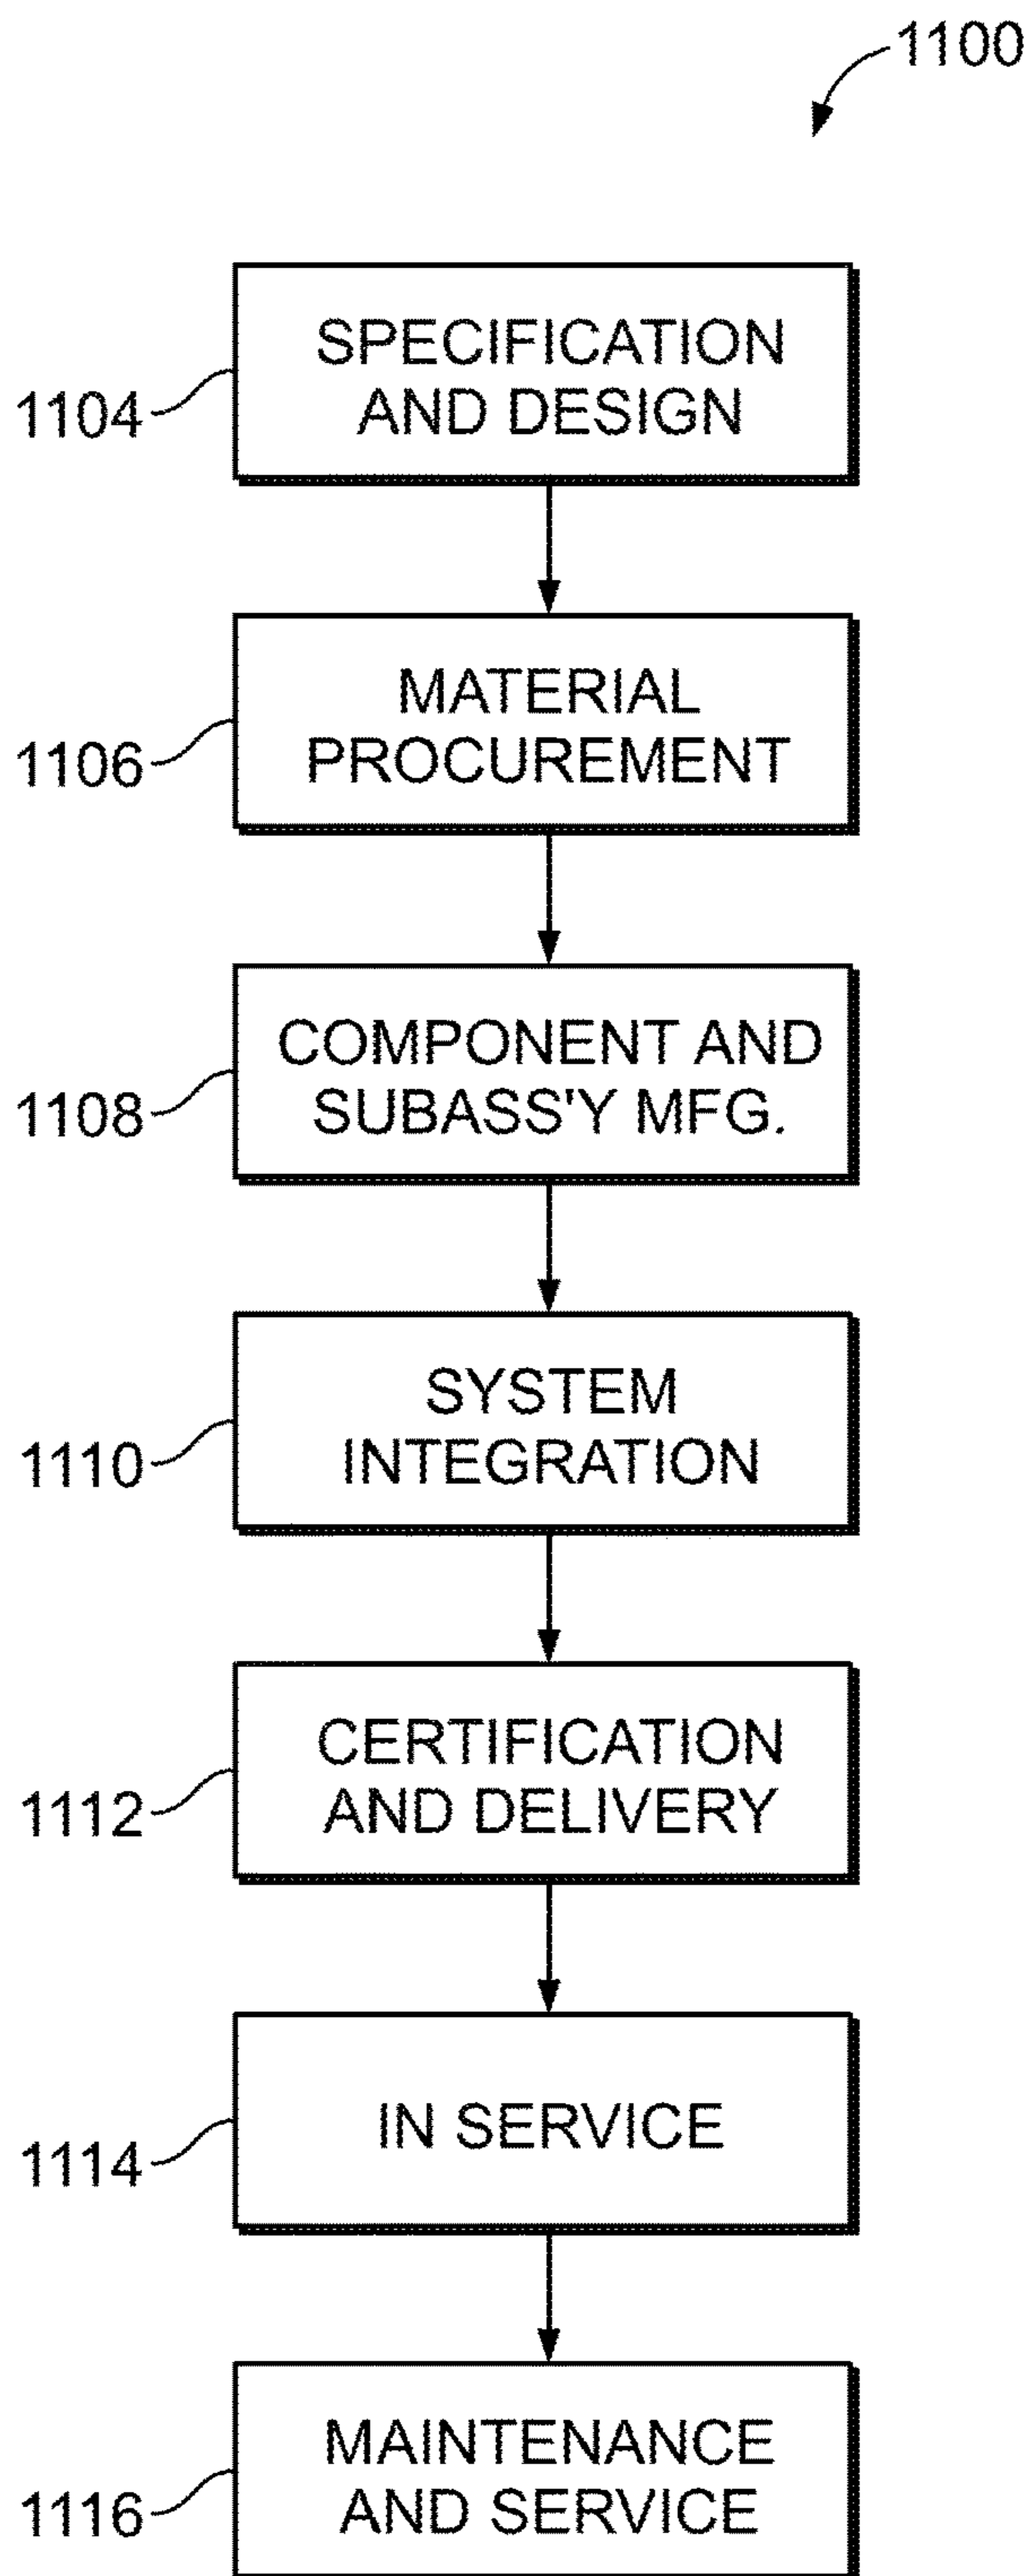 1100
SPECIFICATION
AND DESIGN
1104
MATERIAL
PROCUREMENT
1106
COMPONENT AND
SUBASS'Y MFG.
1108
SYSTEM
INTEGRATION
1110
CERTIFICATION
AND DELIVERY
1112
IN SERVICE
1114
MAINTENANCE
AND SERVICE
1116